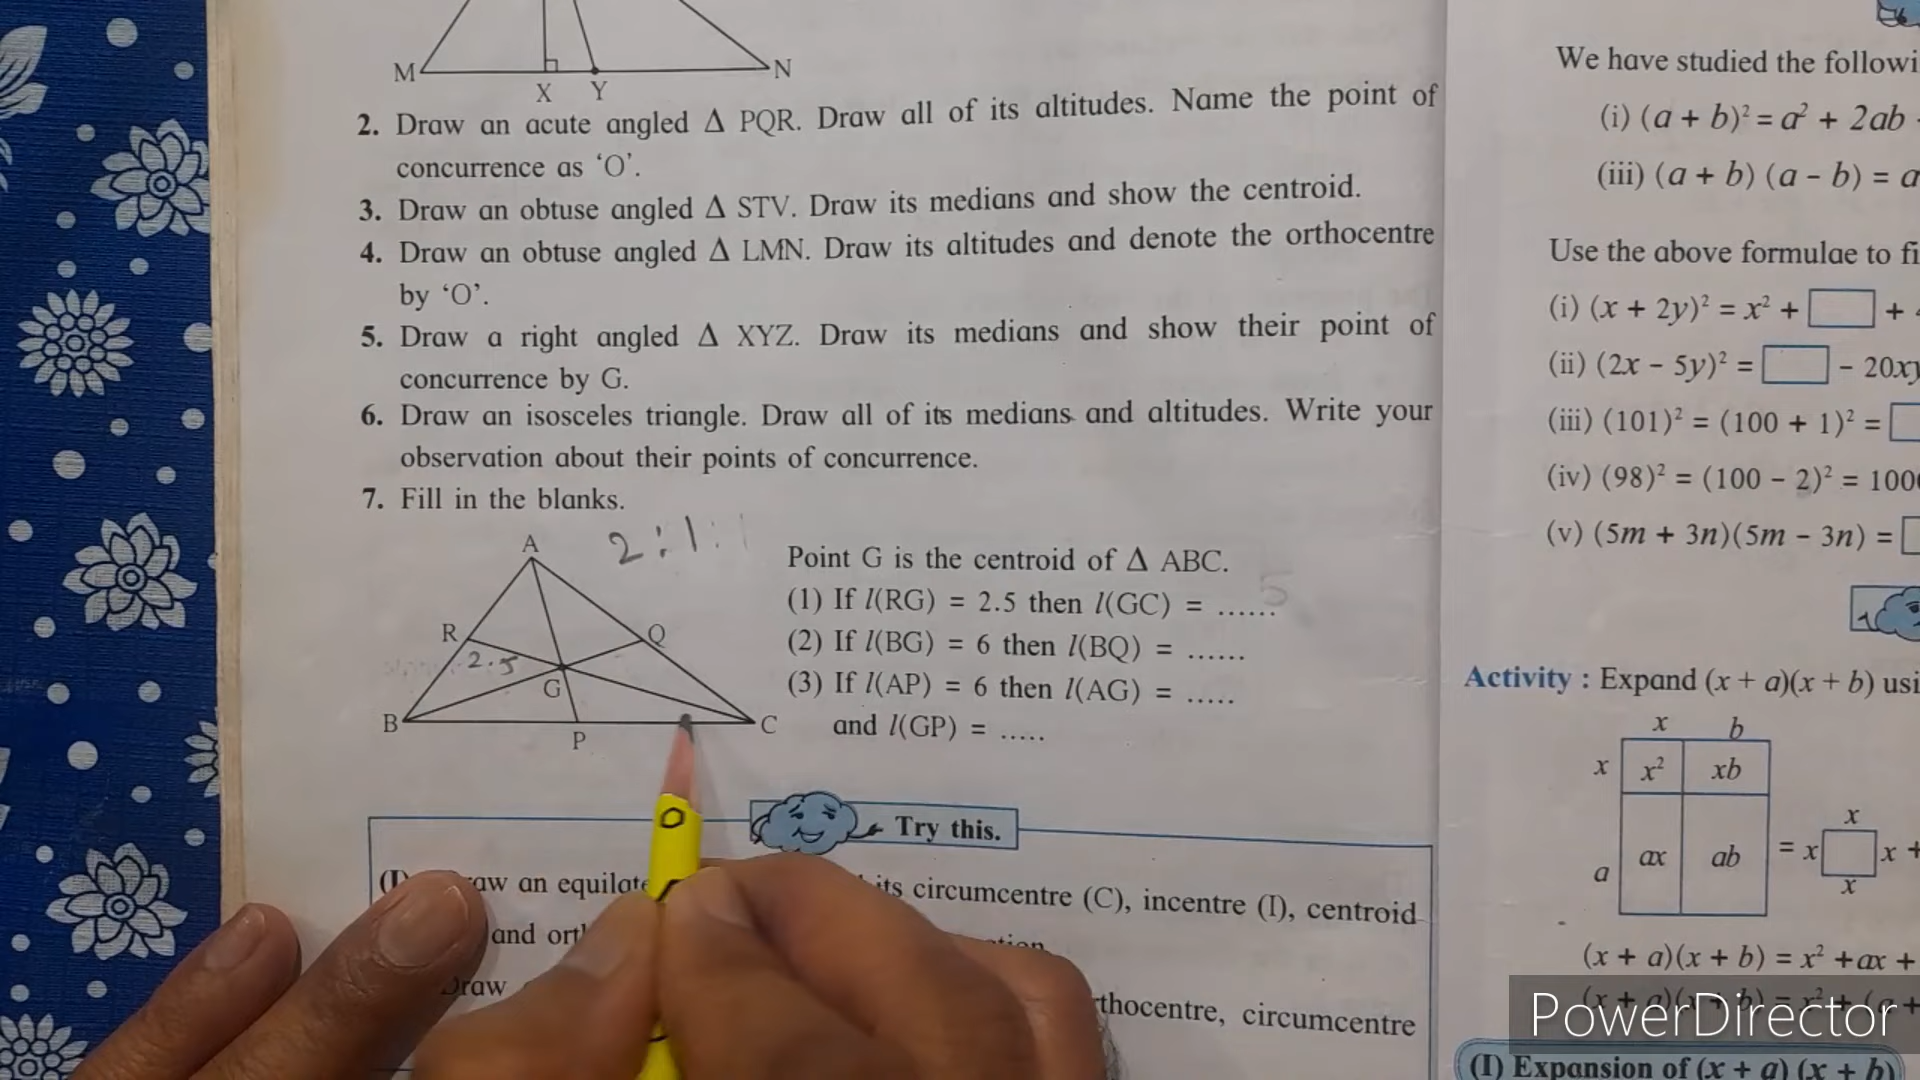 M X Y N
2. Draw an acute angled Δ PQR. Draw all of its altitudes. Name the point of
concurrence as ‘O’.
3. Draw an obtuse angled Δ STV. Draw its medians and show the centroid.
4. Draw an obtuse angled Δ LMN. Draw its altitudes and denote the orthocentre
by ‘O’.
5. Draw a right angled Δ XYZ. Draw its medians and show their point of
concurrence by G.
6. Draw an isosceles triangle. Draw all of its medians and altitudes. Write your
observation about their points of concurrence.
7. Fill in the blanks.
2:1
A
R Q
2.5
G
B P C
Point G is the centroid of Δ ABC.
(1) If l(RG) = 2.5 then l(GC) = ...... 5
(2) If l(BG) = 6 then l(BQ) = ......
(3) If l(AP) = 6 then l(AG) = .....
and l(GP) = .....
Try this.
(I) an its circumcentre (C), incentre (I), centroid
and
Draw circumcentre
We have studied the
(i) (a + b)² = a² + 2ab
(iii) (a + b) (a - b) =
Use the above formulae to
(i) (x + 2y)² = x² + +
(ii) (2x - 5y)² = - 20xy
(iii) (101)² = (100 + 1)² =
(iv) (98)² = (100 - 2)² =
(v) (5m + 3n)(5m - 3n) =
Activity : Expand (x + a)(x + b)
x b
x x² xb
a ax ab
x
= x x +
x
(x + a)(x + b) = x² + ax +
PowerDirector
(I) Expansion of (x + a) (x + b)